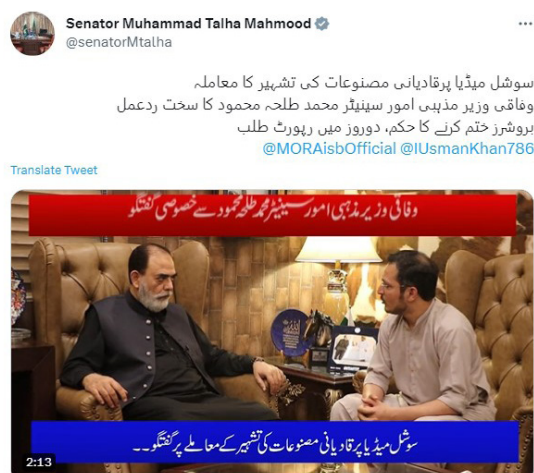 Senator Muhammad Talha Mahmood
@senatorMtalha
سوشل میڈیا پرقادیانی مصنوعات کی تشہیر کا معاملہ
وفاقی وزیر مذہبی امور سینیٹر محمد طلحہ محمود کا سخت ردعمل
بروشرز ختم کرنے کا حکم، دوروز میں رپورٹ طلب
@MORAisbOfficial @IUsmanKhan786
Translate Tweet
وفاقی وزیر مذہبی امور سینیٹر محمد طلحہ محمود سے خصوصی گفتگو
سوشل میڈیا پر قادیانی مصنوعات کی تشہیر کے معاملے پر گفتگو۔۔
2:13